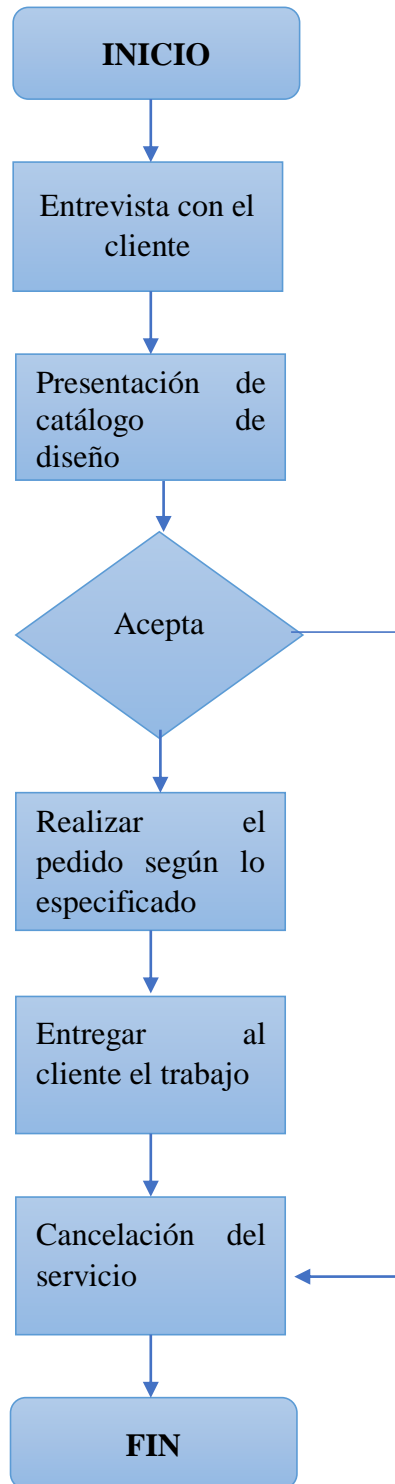 INICIO
Entrevista con el
cliente
Presentación de
catálogo de
diseño
Acepta
Realizar el
pedido según lo
especificado
Entregar al
cliente el trabajo
Cancelación del
servicio
FIN